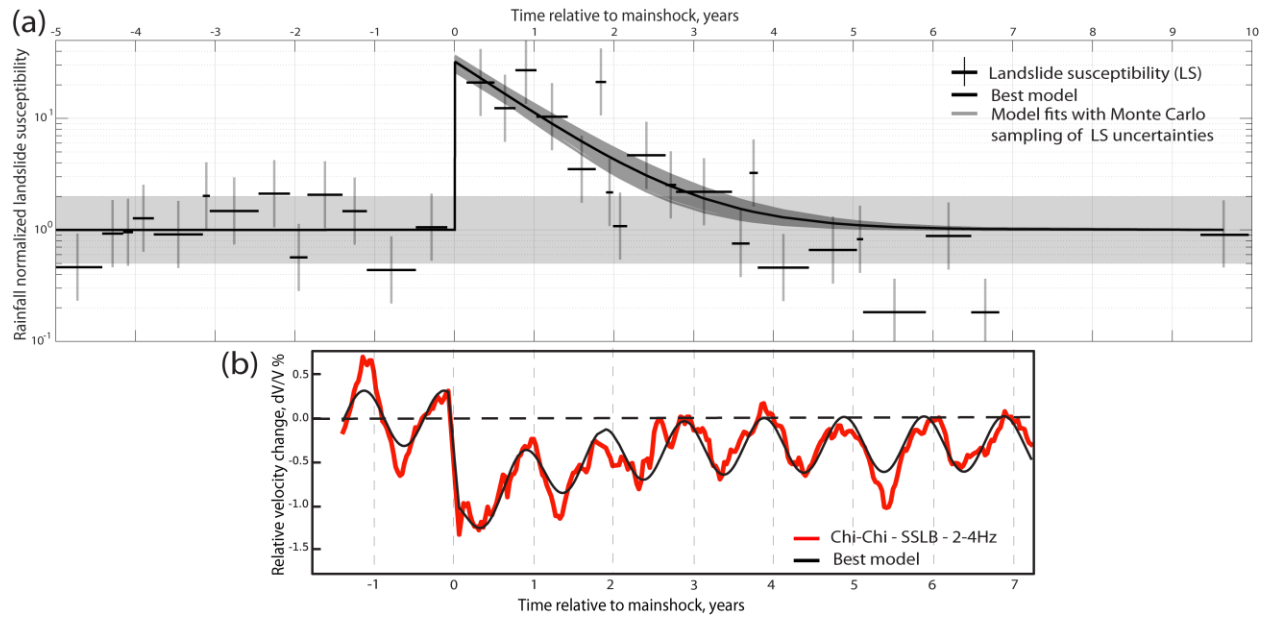 (a)
Time relative to mainshock, years
-5 -4 -3 -2 -1 0 1 2 3 4 5 6 7 8 9 10
Rainfall normalized landslide susceptibility
10^1
10^0
10^-1
Landslide susceptibility (LS)
Best model
Model fits with Monte Carlo
sampling of LS uncertainties
(b)
Relative velocity change, dV/V %
0.5
0.0
-0.5
-1.0
-1.5
Chi-Chi - SSLB - 2-4Hz
Best model
-1 0 1 2 3 4 5 6 7
Time relative to mainshock, years